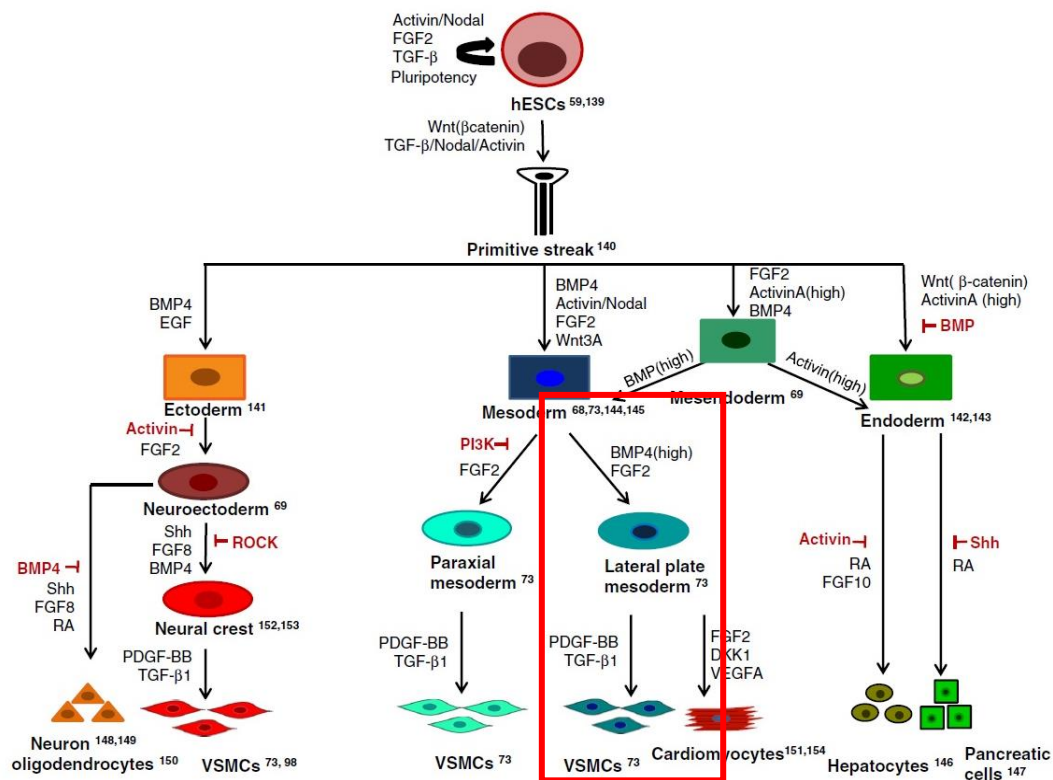 Activin/Nodal
FGF2
TGF-β
Pluripotency
hESCs 59,139
Wnt(βcatenin)
TGF-β/Nodal/Activin
Primitive streak 140
BMP4
EGF
BMP4
Activin/Nodal
FGF2
Wnt3A
FGF2
ActivinA(high)
BMP4
Wnt( β-catenin)
ActivinA (high)
BMP
BMP(high)
Activin(high)
Ectoderm 141
Mesoderm 68,73,144,145
Mesendoderm 69
Endoderm 142,143
Activin
FGF2
PI3K
FGF2
BMP4(high)
FGF2
Neuroectoderm 69
Shh
FGF8
BMP4
ROCK
BMP4
Shh
FGF8
RA
Paraxial
mesoderm 73
Lateral plate
mesoderm 73
Activin
RA
FGF10
Shh
RA
Neural crest 152,153
PDGF-BB
TGF-β1
PDGF-BB
TGF-β1
PDGF-BB
TGF-β1
FGF2
DKK1
VEGFA
Neuron 148,149
oligodendrocytes 150
VSMCs 73, 98
VSMCs 73
VSMCs 73
Cardiomyocytes151,154
Hepatocytes 146
Pancreatic
cells 147